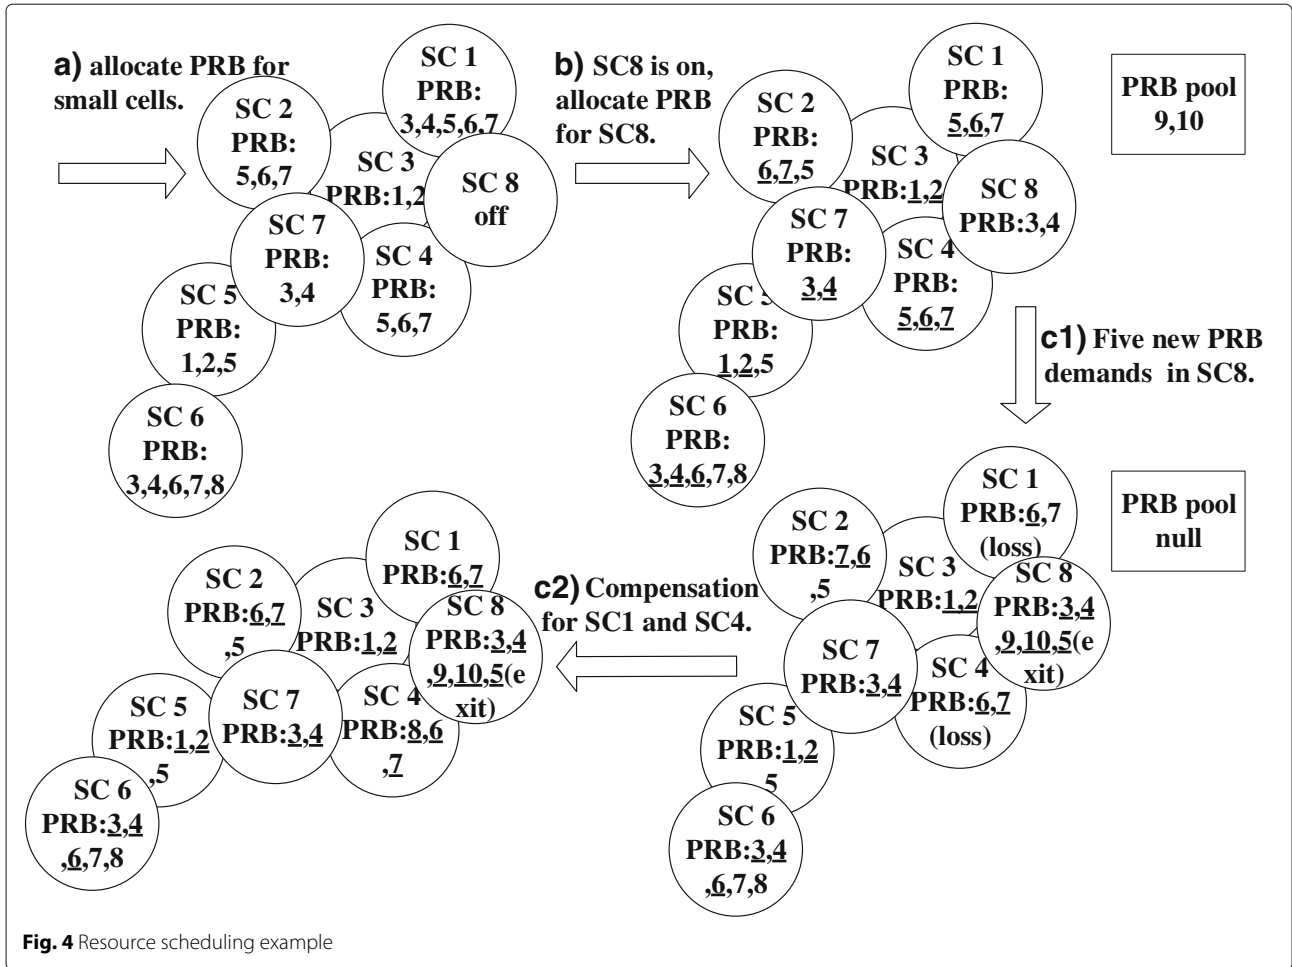 a) allocate PRB for
small cells.
SC 1
PRB:
3,4,5,6,7
SC 2
PRB:
5,6,7
SC 3
PRB:1,2
SC 8
off
SC 7
PRB:
3,4
SC 4
PRB:
5,6,7
SC 5
PRB:
1,2,5
SC 6
PRB:
3,4,6,7,8
b) SC8 is on,
allocate PRB
for SC8.
SC 1
PRB:
5,6,7
SC 2
PRB:
6,7,5
SC 3
PRB:1,2
SC 8
PRB:3,4
SC 7
PRB:
3,4
SC 4
PRB:
5,6,7
SC 5
PRB:
1,2,5
SC 6
PRB:
3,4,6,7,8
PRB pool
9,10
c1) Five new PRB
demands in SC8.
SC 1
PRB:6,7
(loss)
SC 2
PRB:7,6
,5
SC 3
PRB:1,2
SC 8
PRB:3,4
,9,10,5(e
xit)
SC 7
PRB:3,4
SC 4
PRB:6,7
(loss)
SC 5
PRB:1,2
5
SC 6
PRB:3,4
,6,7,8
PRB pool
null
c2) Compensation
for SC1 and SC4.
SC 1
PRB:6,7
SC 2
PRB:6,7
,5
SC 3
PRB:1,2
SC 8
PRB:3,4
,9,10,5(e
xit)
SC 7
PRB:3,4
SC 4
PRB:8,6
,7
SC 5
PRB:1,2
,5
SC 6
PRB:3,4
,6,7,8
Fig. 4 Resource scheduling example